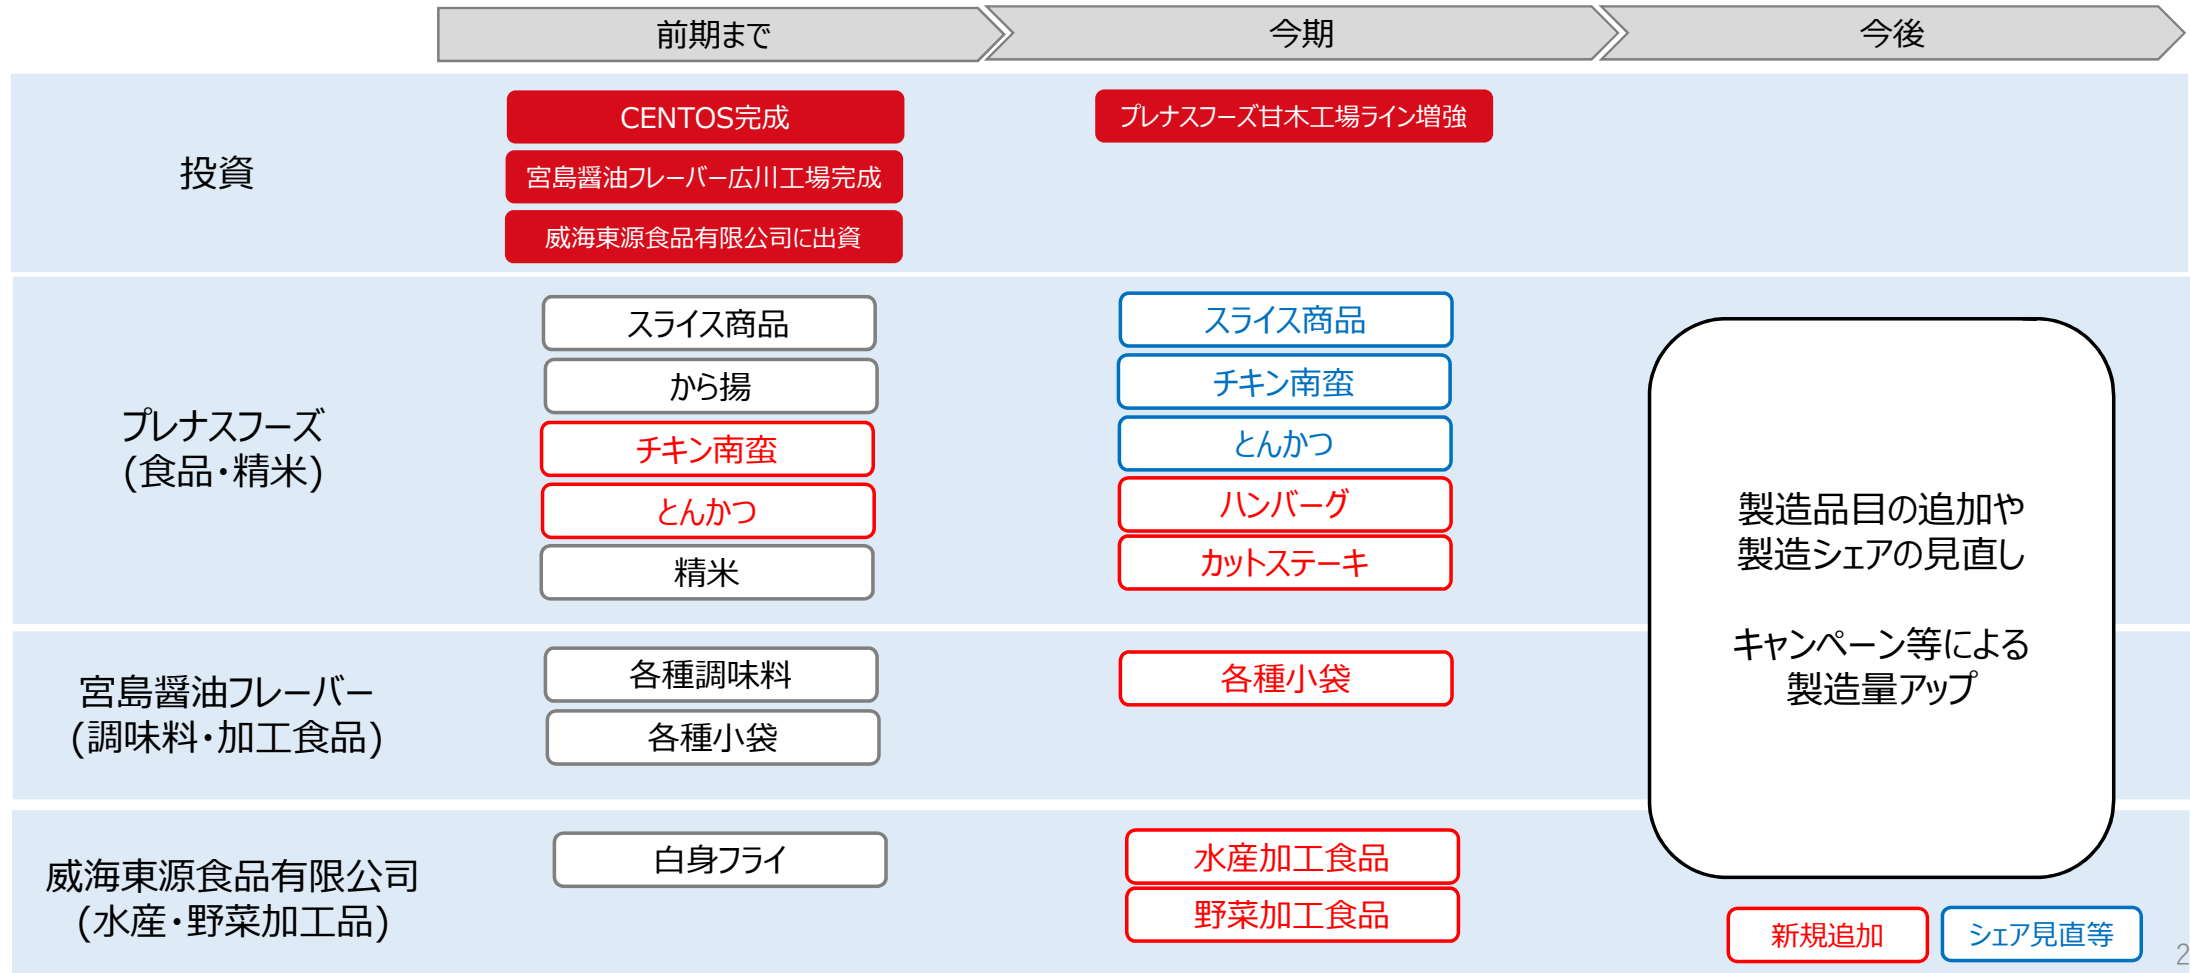 前期まで
今期
今後
投資
CENTOS完成
宮島醤油フレーバー広川工場完成
威海東源食品有限公司に出資
プレナスフーズ甘木工場ライン増強
プレナスフーズ
(食品・精米)
スライス商品
から揚
チキン南蛮
とんかつ
精米
スライス商品
チキン南蛮
とんかつ
ハンバーグ
カットステーキ
宮島醤油フレーバー
(調味料・加工食品)
各種調味料
各種小袋
各種小袋
威海東源食品有限公司
(水産・野菜加工品)
白身フライ
水産加工食品
野菜加工食品
製造品目の追加や
製造シェアの見直し
キャンペーン等による
製造量アップ
新規追加
シェア見直等
2